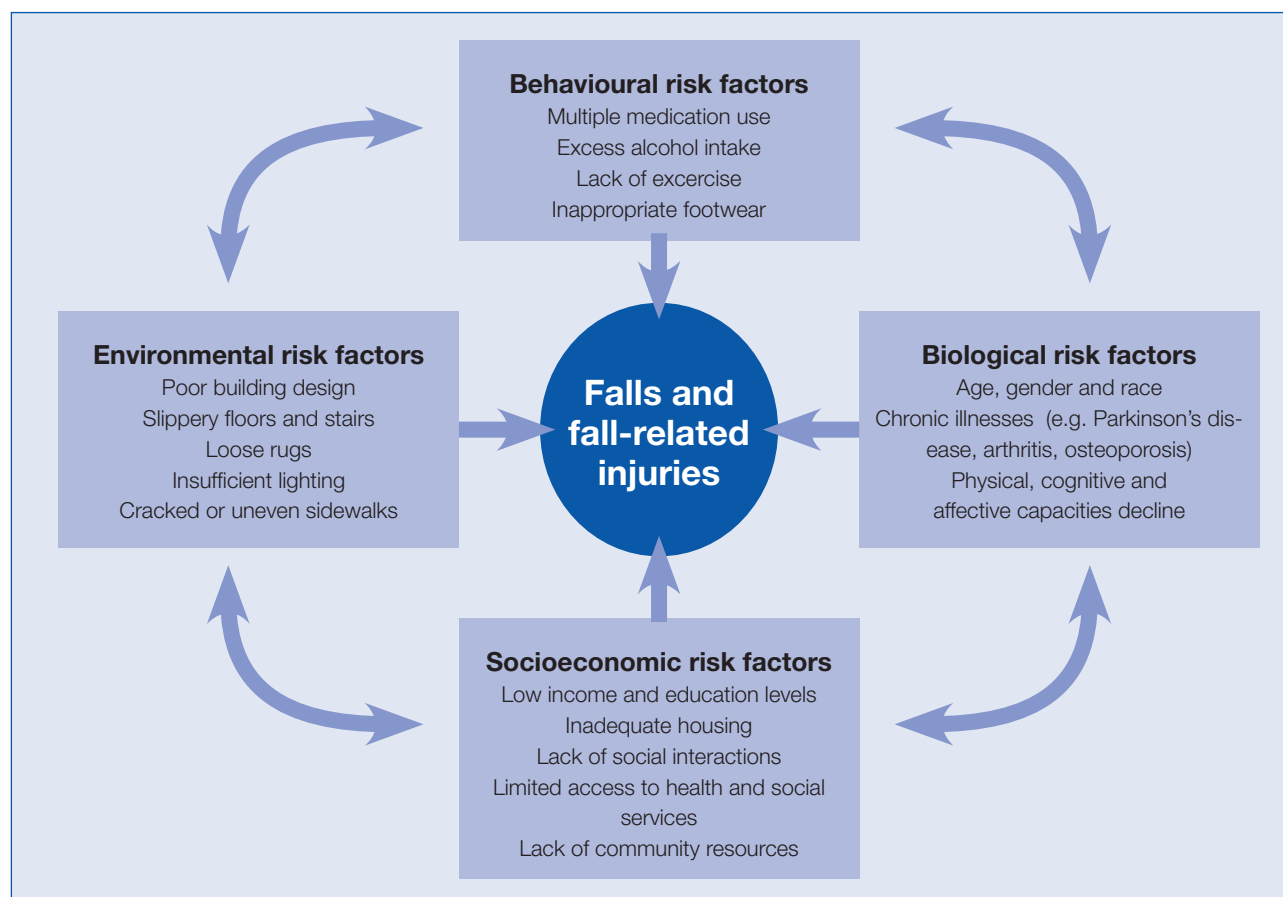 Behavioural risk factors
Multiple medication use
Excess alcohol intake
Lack of excercise
Inappropriate footwear
Environmental risk factors
Poor building design
Slippery floors and stairs
Loose rugs
Insufficient lighting
Cracked or uneven sidewalks
Falls and
fall-related
injuries
Biological risk factors
Age, gender and race
Chronic illnesses (e.g. Parkinson's dis-
ease, arthritis, osteoporosis)
Physical, cognitive and
affective capacities decline
Socioeconomic risk factors
Low income and education levels
Inadequate housing
Lack of social interactions
Limited access to health and social
services
Lack of community resources